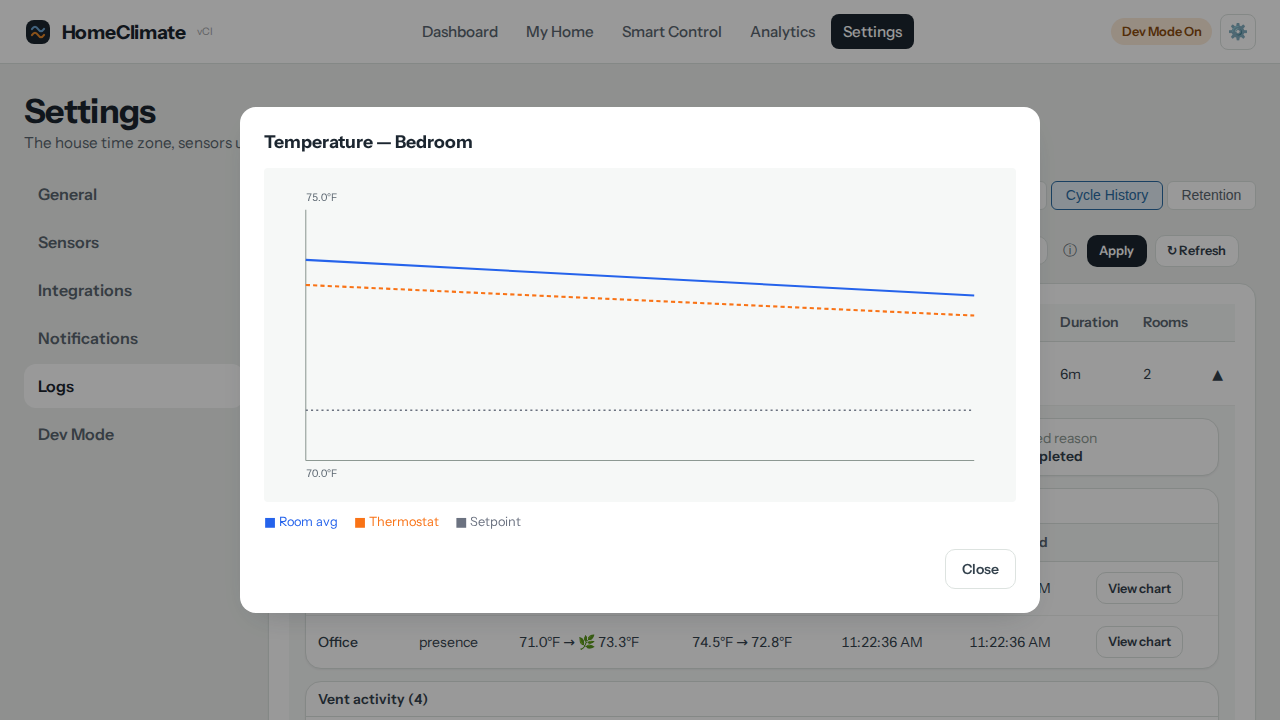 HomeClimate vCI
Dashboard
My Home
Smart Control
Analytics
Settings
Dev Mode On
Settings
The house time zone, sensors
General
Sensors
Integrations
Notifications
Logs
Dev Mode
Cycle History
Retention
ⓘ
Apply
↻ Refresh
Duration
Rooms
6m
2
▲
reason
View chart
Temperature — Bedroom
75.0°F
70.0°F
Room avg
Thermostat
Setpoint
Close
Office
presence
71.0°F → 🌿 73.3°F
74.5°F → 72.8°F
11:22:36 AM
11:22:36 AM
View chart
Vent activity (4)